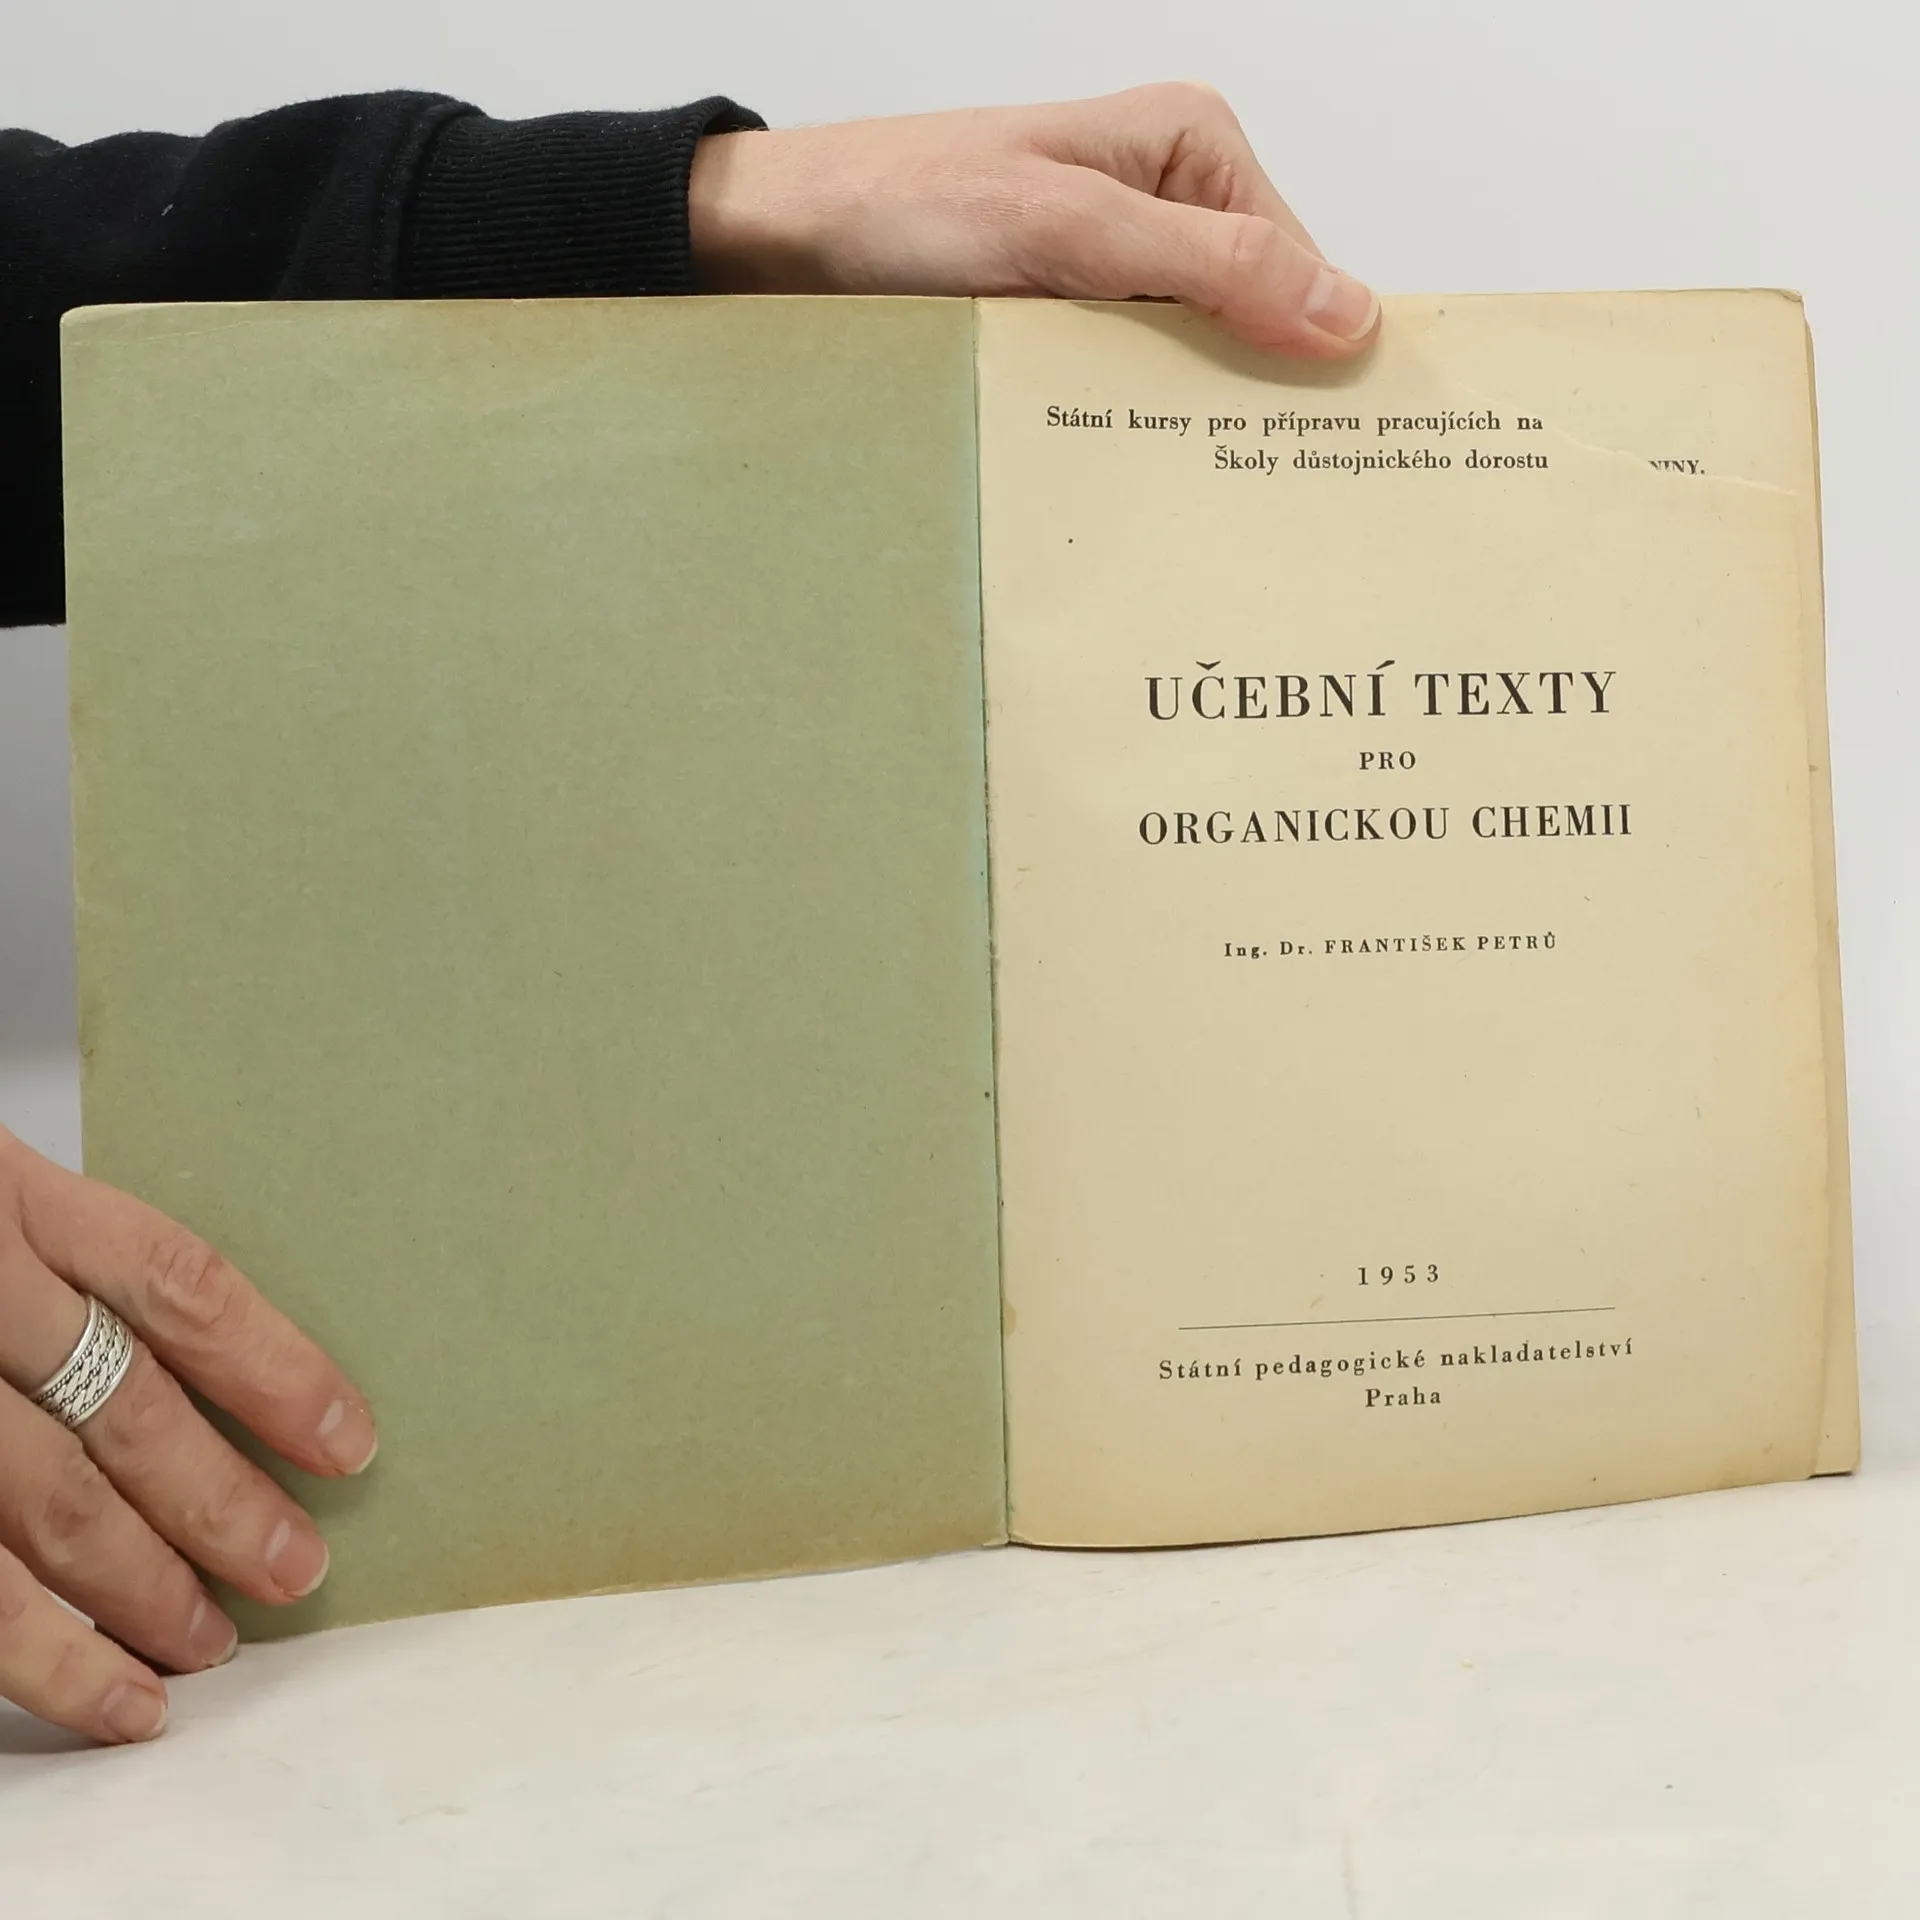 Státní kursy pro přípravu pracujících na
Školy důstojnického dorostu
UČEBNÍ TEXTY
PRO
ORGANICKOU CHEMII
Ing. Dr. FRANTIŠEK PETRŮ
1953
Státní pedagogické nakladatelství
Praha